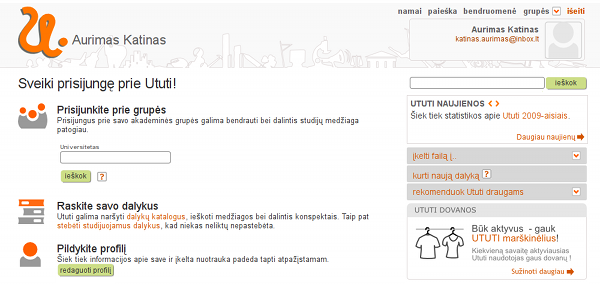 namai paieška bendruomenė grupės išeiti
Aurimas Katinas
Aurimas Katinas
katinas.aurimas@inbox.lt
Sveiki prisijungę prie Ututi!
ieškok
Prisijunkite prie grupės
Prisijungus prie savo akademinės grupės galima bendrauti bei dalintis studijų medžiaga
patogiau.
Universitetas
ieškok
Raskite savo dalykus
Ututi galima naršyti dalykų katalogus, ieškoti medžiagos bei dalintis konspektais. Taip pat
stebėti studijuojamus dalykus, kad niekas neliktų nepastebėta.
Pildykite profilį
Šiek tiek informacijos apie save ir įkelta nuotrauka padeda tapti atpažįstamam.
redaguoti profilį
UTUTI NAUJIENOS
Šiek tiek statistikos apie Ututi 2009-aisiais.
Daugiau naujienų
įkelti failą į..
kurti naują dalyką ?
rekomenduok Ututi draugams
UTUTI DOVANOS
Būk aktyvus - gauk
UTUTI marškinėlius!
Kiekvieną savaitę aktyviausias
Ututi naudotojas gaus dovanų !
Sužinoti daugiau